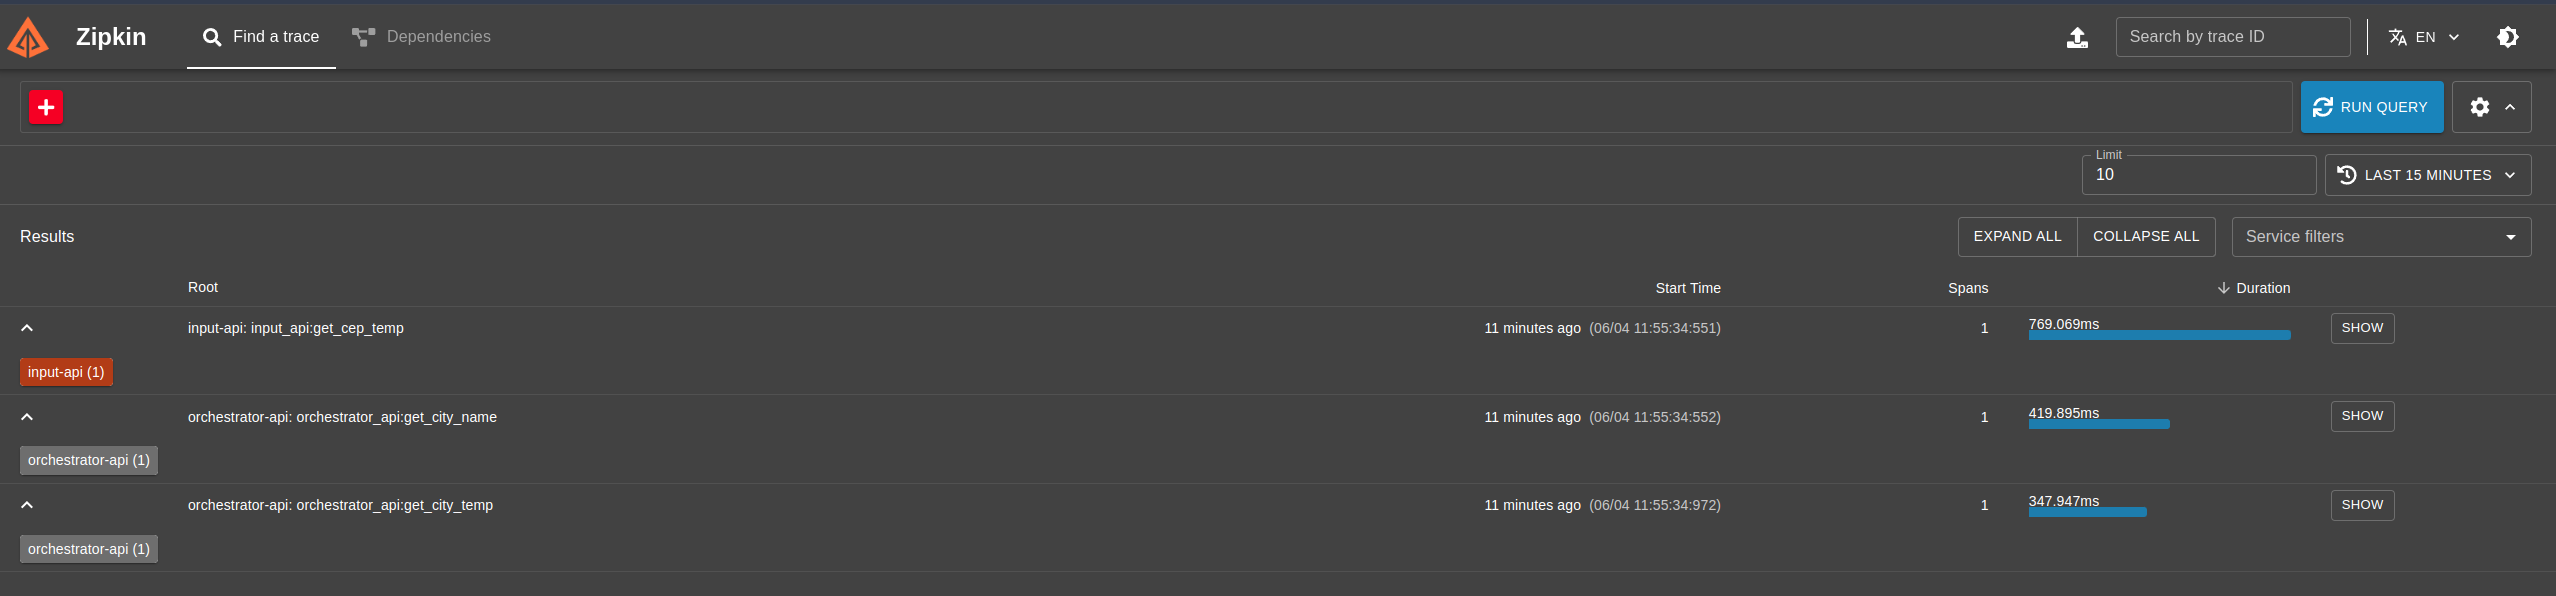 Zipkin
Find a trace
Dependencies
Search by trace ID
EN
RUN QUERY
Limit
10
LAST 15 MINUTES
Results
EXPAND ALL
COLLAPSE ALL
Service filters
Root
Start Time
Spans
Duration
input-api: input_api:get_cep_temp
11 minutes ago (06/04 11:55:34:551)
1
769.069ms
SHOW
input-api (1)
orchestrator-api: orchestrator_api:get_city_name
11 minutes ago (06/04 11:55:34:552)
1
419.895ms
SHOW
orchestrator-api (1)
orchestrator-api: orchestrator_api:get_city_temp
11 minutes ago (06/04 11:55:34:972)
1
347.947ms
SHOW
orchestrator-api (1)